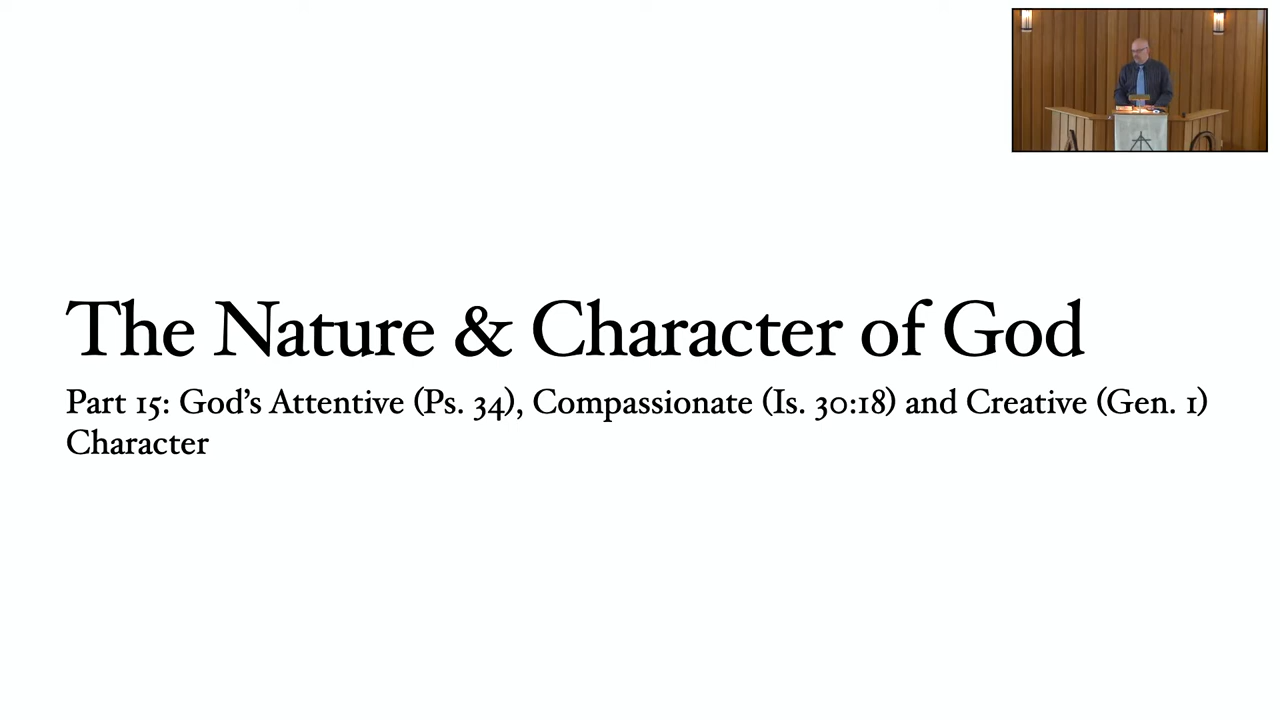 The Nature & Character of God
Part 15: God’s Attentive (Ps. 34), Compassionate (Is. 30:18) and Creative (Gen. 1)
Character